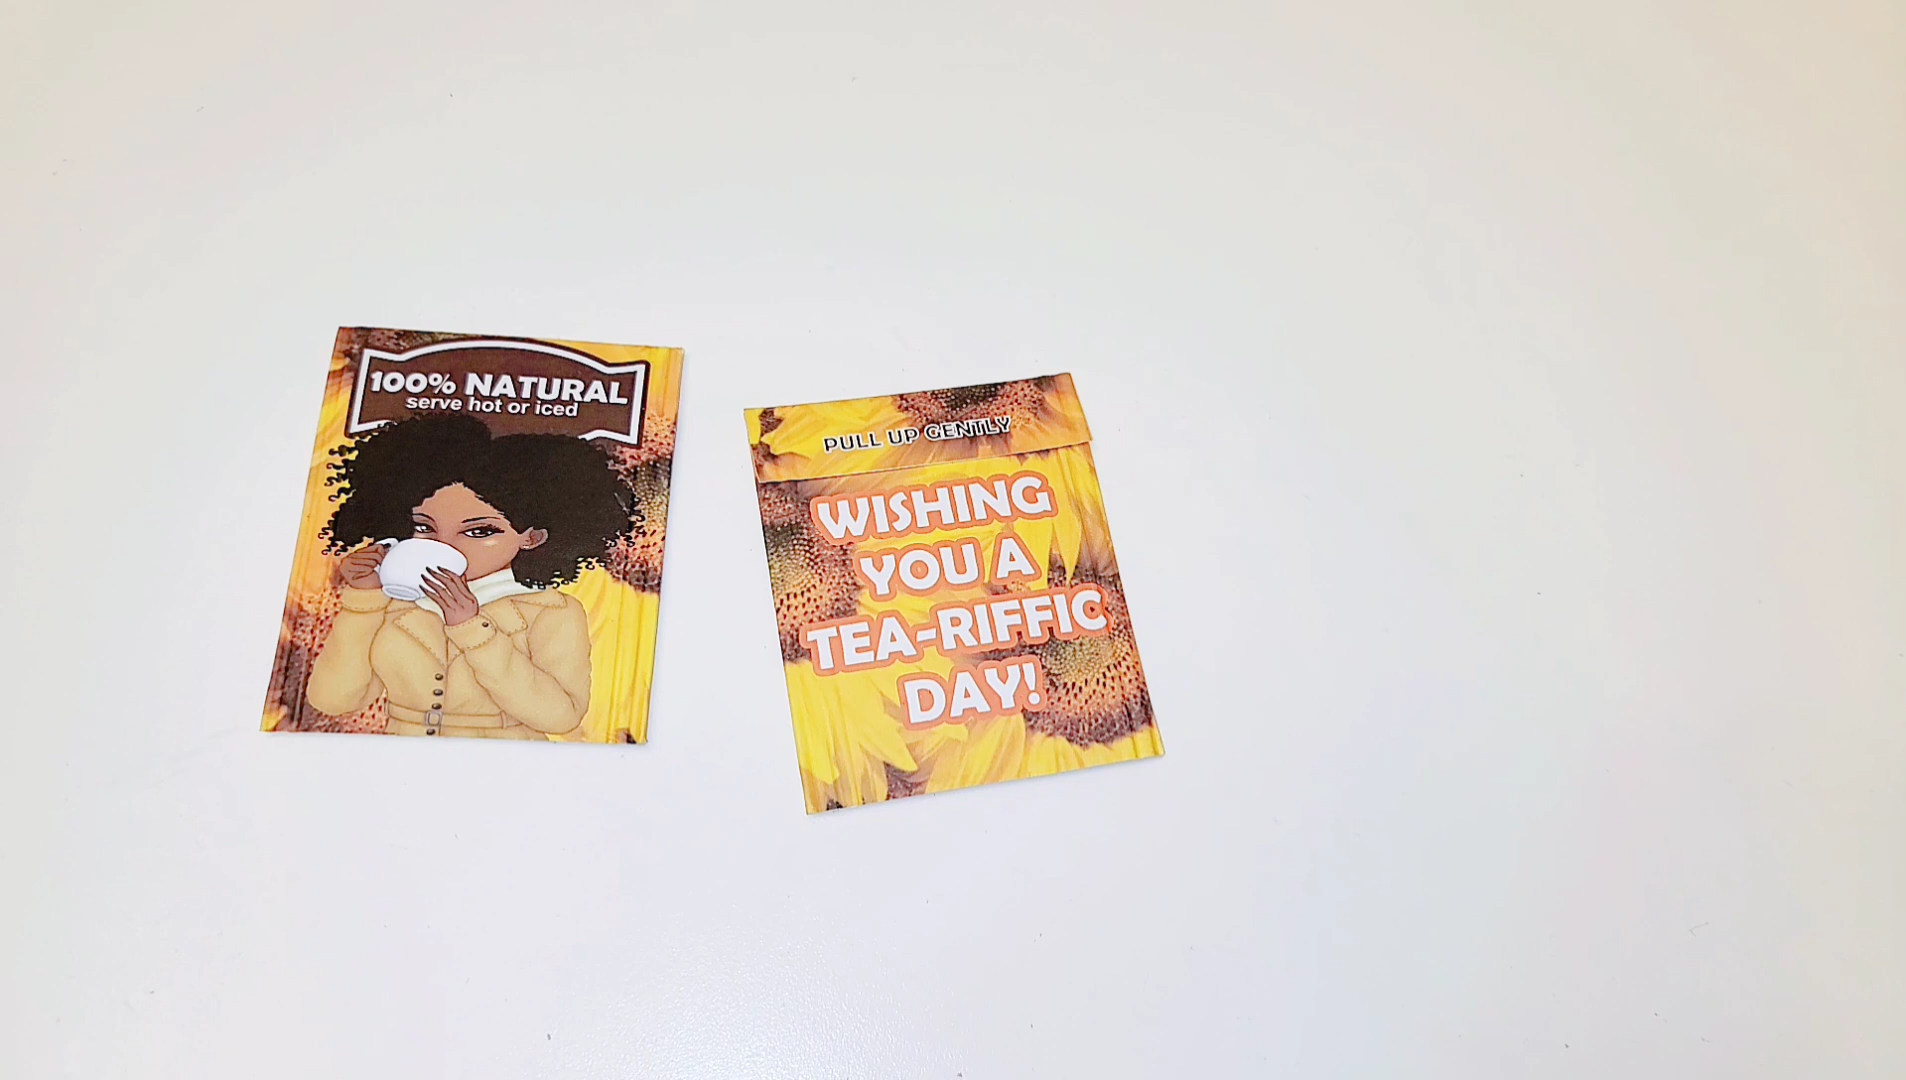 100% NATURAL
serve hot or iced
PULL UP GENTLY
WISHING
YOU A
TEA-RIFFIC
DAY!